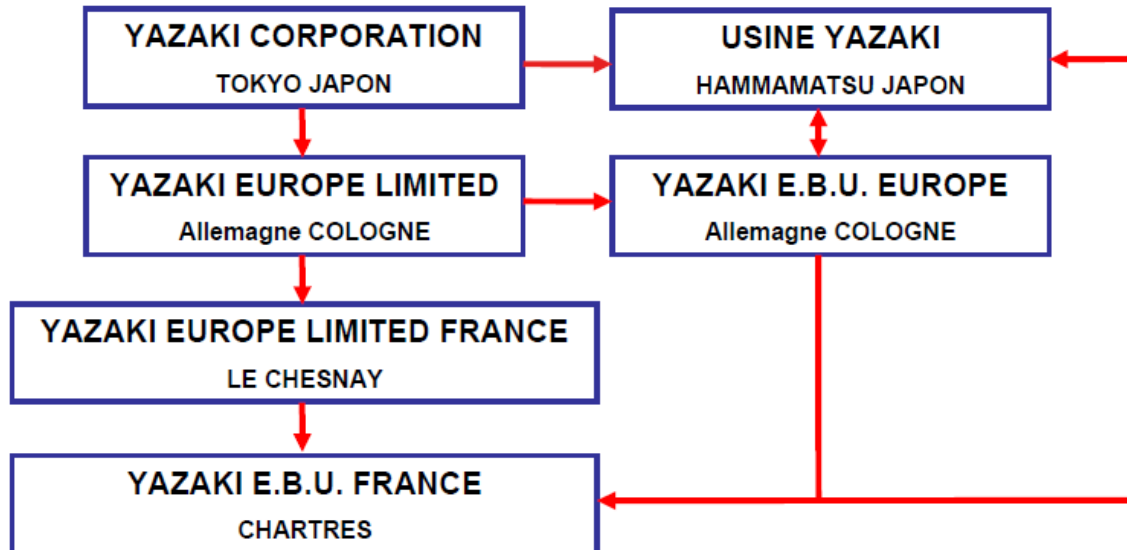 YAZAKI CORPORATION
TOKYO JAPON
USINE YAZAKI
HAMMAMATSU JAPON
YAZAKI EUROPE LIMITED
Allemagne COLOGNE
YAZAKI E.B.U. EUROPE
Allemagne COLOGNE
YAZAKI EUROPE LIMITED FRANCE
LE CHESNAY
YAZAKI E.B.U. FRANCE
CHARTRES